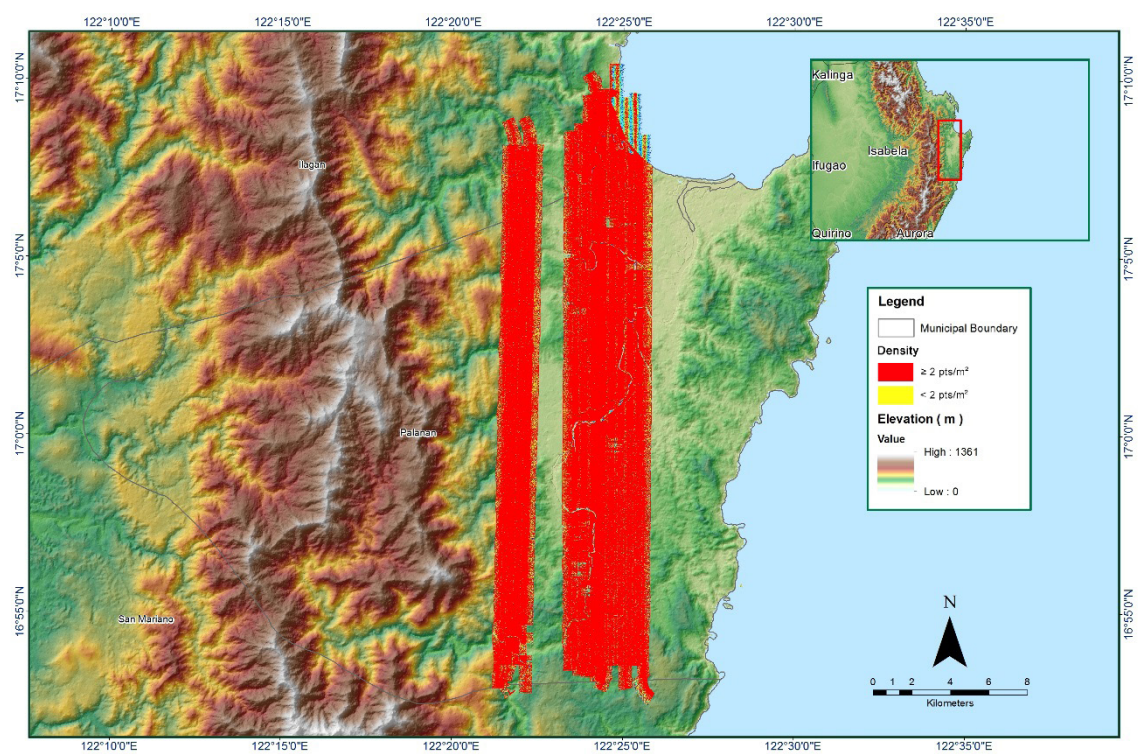 122°10'0"E 122°15'0"E 122°20'0"E 122°25'0"E 122°30'0"E 122°35'0"E
17°10'0"N
17°10'0"N
Kalinga
Ilagan
Isabela
Ifugao
Quirino
Aurora
17°5'0"N
17°5'0"N
Legend
Municipal Boundary
Density
≥ 2 pts/m²
< 2 pts/m²
Elevation ( m )
Value
High : 1361
Low : 0
17°0'0"N
Palanan
17°0'0"N
16°55'0"N
San Mariano
16°55'0"N
N
0 1 2 4 6 8
Kilometers
122°10'0"E 122°15'0"E 122°20'0"E 122°25'0"E 122°30'0"E 122°35'0"E